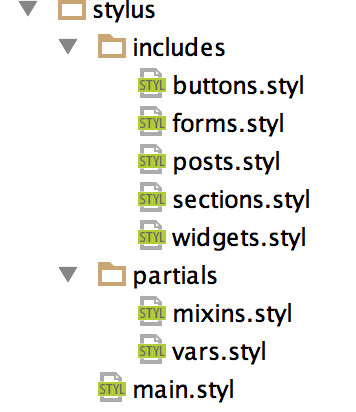 stylus
includes
STYL buttons.styl
STYL forms.styl
STYL posts.styl
STYL sections.styl
STYL widgets.styl
partials
STYL mixins.styl
STYL vars.styl
STYL main.styl